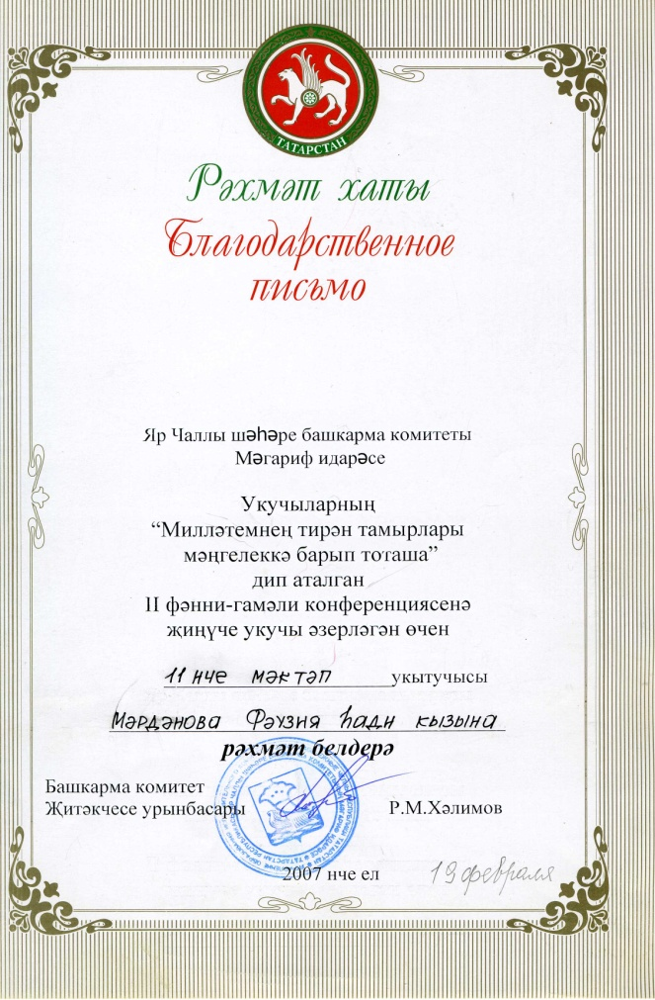 ТАТАРСТАН
Рәхмәт хаты
Благодарственное
письмо
Яр Чаллы шәһәре башкарма комитеты
Мәгариф идарәсе
Укучыларның
“Милләтемнең тирән тамырлары
мәңгелеккә барып тоташа”
дип аталган
II фәнни-гамәли конференциясенә
җиңүче укучы әзерләгән өчен
11 нче мәктәп укытучысы
Мәрдәнова Фәүзия Һади кызына
рәхмәт белдерә
Башкарма комитет
Җитәкчесе урынбасары Р.М.Хәлимов
2007 нче ел 19 февраля